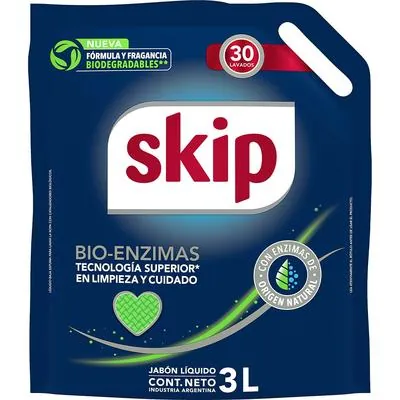 NUEVA
FÓRMULA Y FRAGANCIA
BIODEGRADABLES**
30
LAVADOS
skip
BIO-ENZIMAS
TECNOLOGÍA SUPERIOR*
EN LIMPIEZA Y CUIDADO
CON ENZIMAS DE
ORIGEN NATURAL
JABÓN LÍQUIDO
CONT. NETO 3 L
INDUSTRIA ARGENTINA